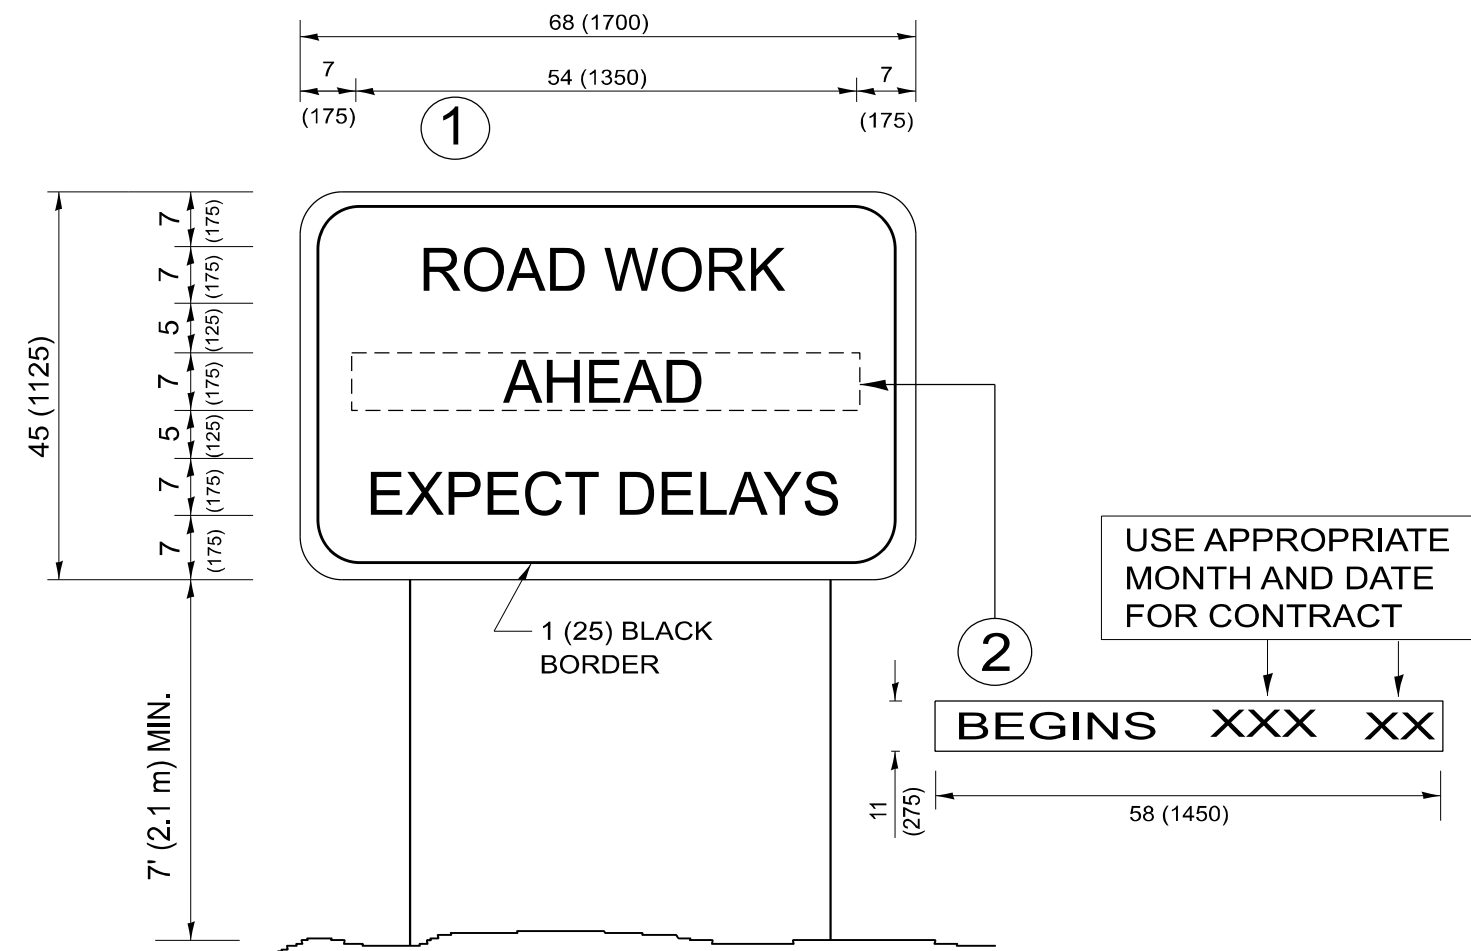 68 (1700)
7 54 (1350) 7
(175) (175)
1
7 (175)
7 (175)
5 (125)
7 (175)
5 (125)
7 (175)
7 (175)
45 (1125)
7' (2.1 m) MIN.
ROAD WORK
AHEAD
EXPECT DELAYS
1 (25) BLACK
BORDER
2
USE APPROPRIATE
MONTH AND DATE
FOR CONTRACT
BEGINS XXX XX
11
(275)
58 (1450)